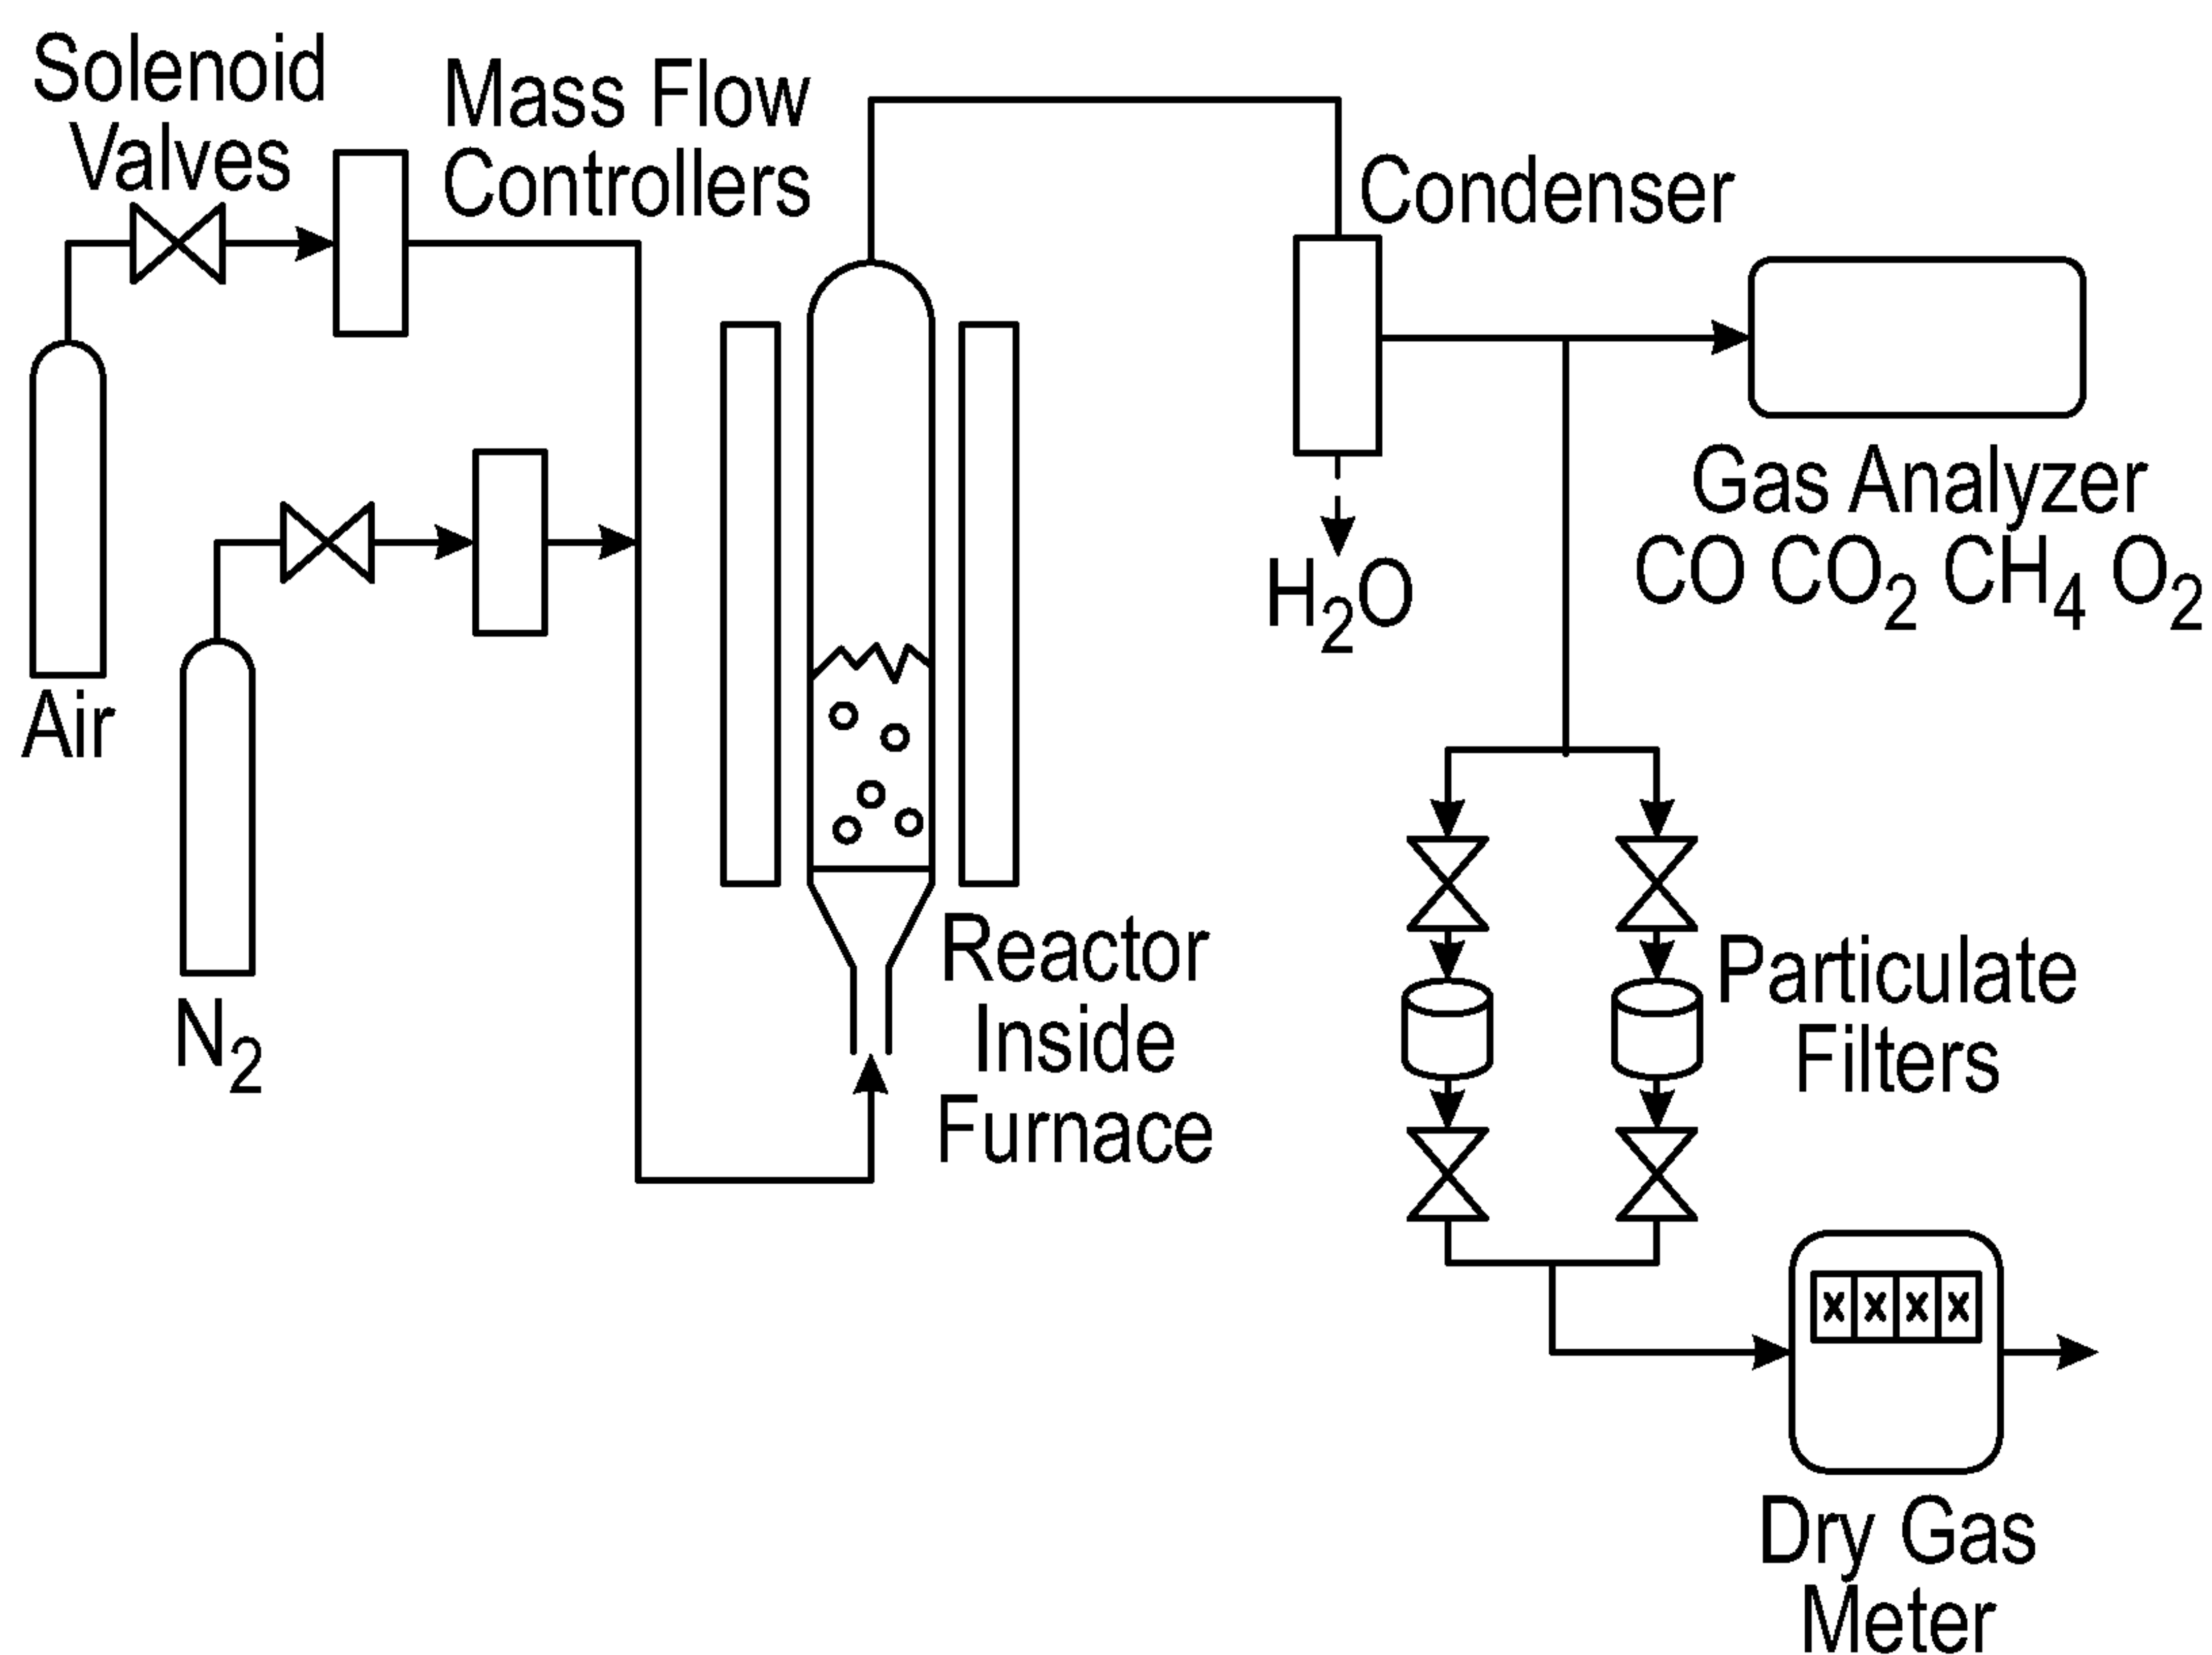 Solenoid
Valves
Mass Flow
Controllers
Condenser
Air
N2
H2O
Gas Analyzer
CO CO2 CH4 O2
Reactor
Inside
Furnace
Particulate
Filters
x x x x
Dry Gas
Meter